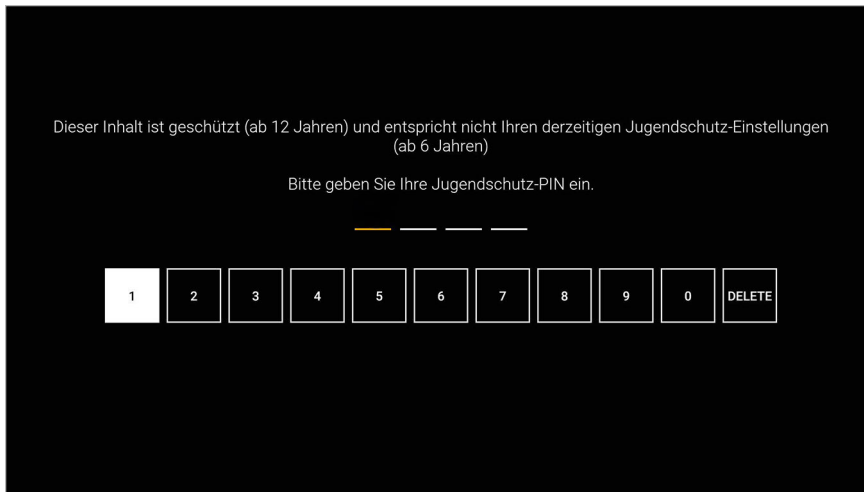 Dieser Inhalt ist geschützt (ab 12 Jahren) und entspricht nicht Ihren derzeitigen Jugendschutz-Einstellungen
(ab 6 Jahren)
Bitte geben Sie Ihre Jugendschutz-PIN ein.
1 2 3 4 5 6 7 8 9 0 DELETE